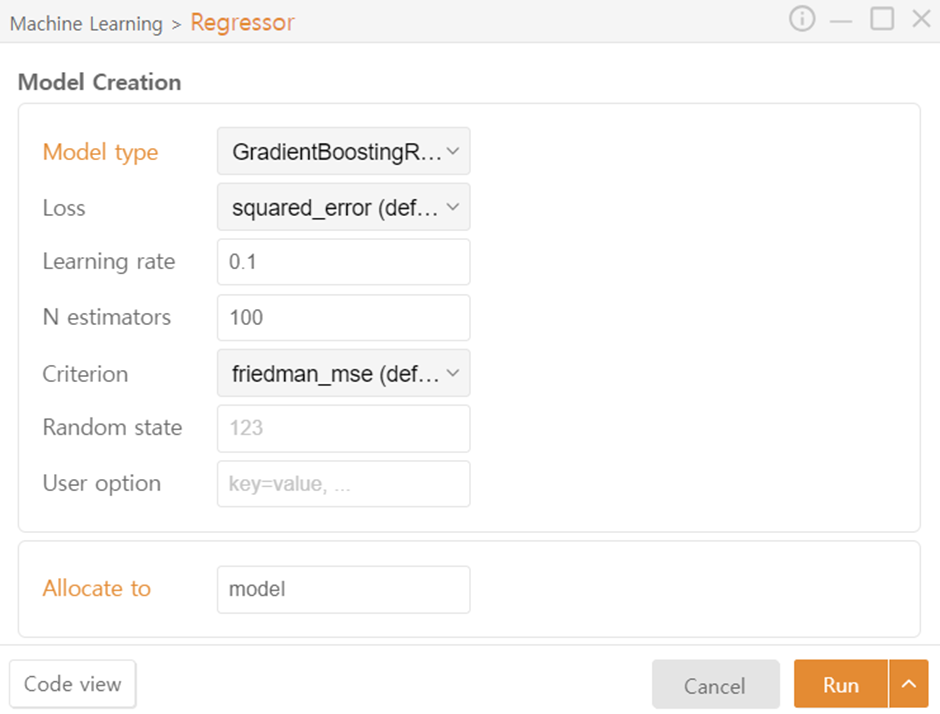 Machine Learning > Regressor
Model Creation
Model type GradientBoostingR...
Loss squared_error (def...
Learning rate 0.1
N estimators 100
Criterion friedman_mse (def...
Random state 123
User option key=value, ...
Allocate to model
Code view Cancel Run